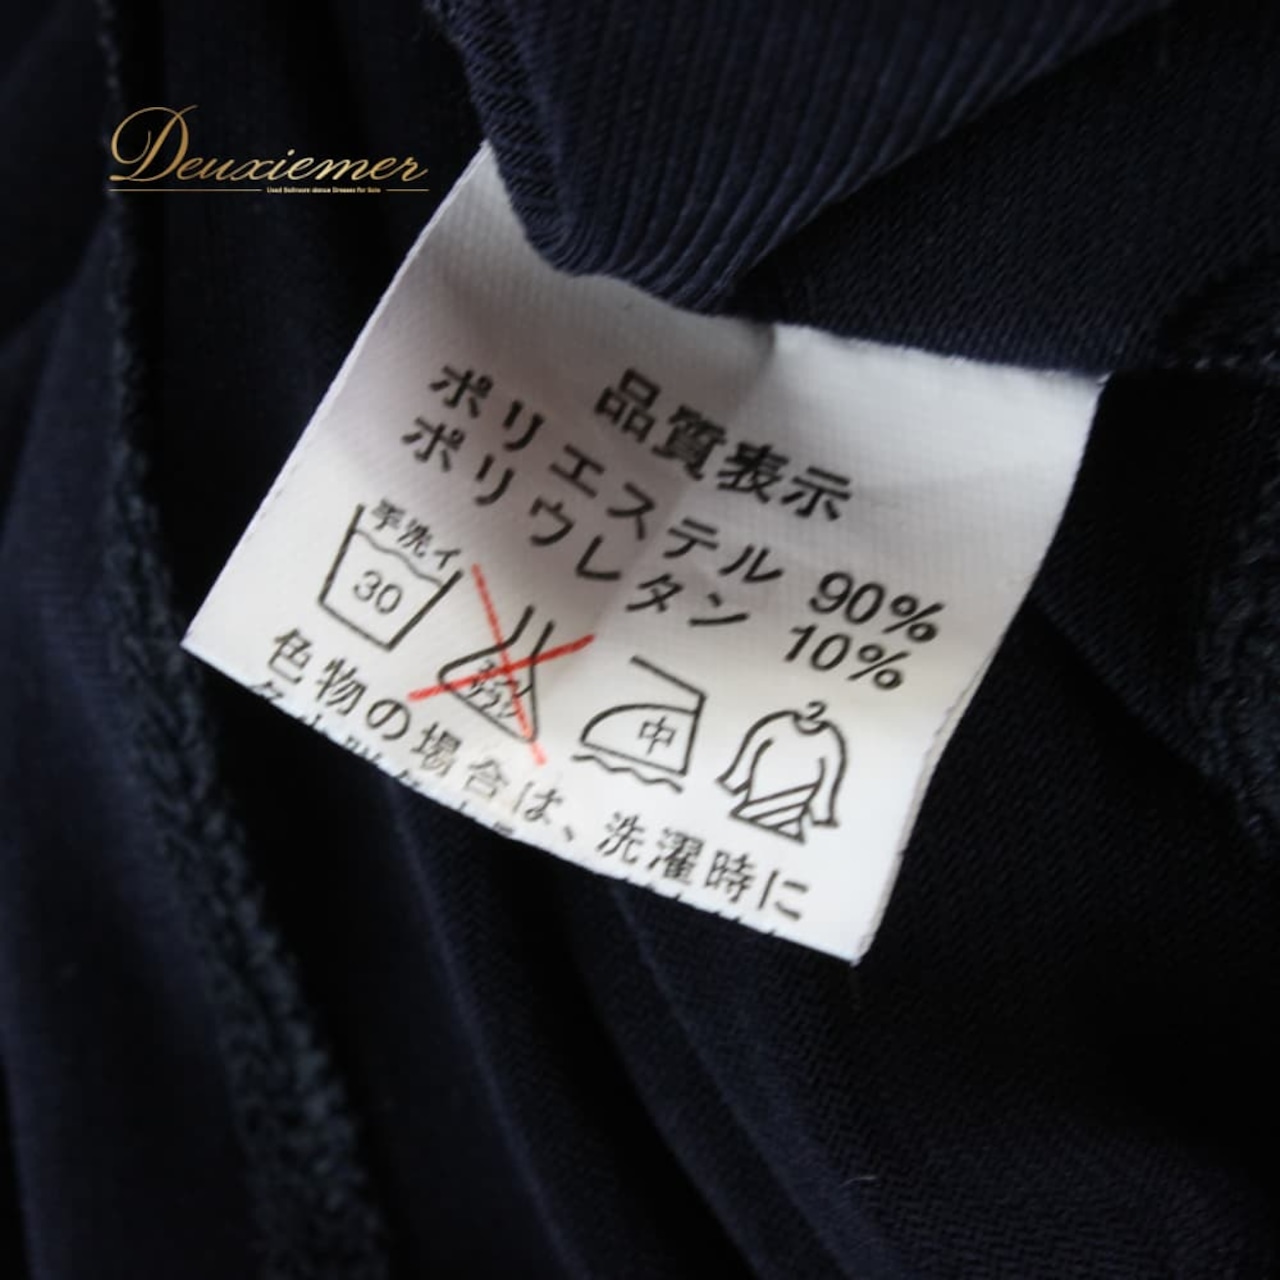 Deuxiemer
Used Ballroom dance Dresses for Sale
品質表示
ポリエステル 90%
ポリウレタン 10%
手洗イ
30
中
色物の場合は、洗濯時に